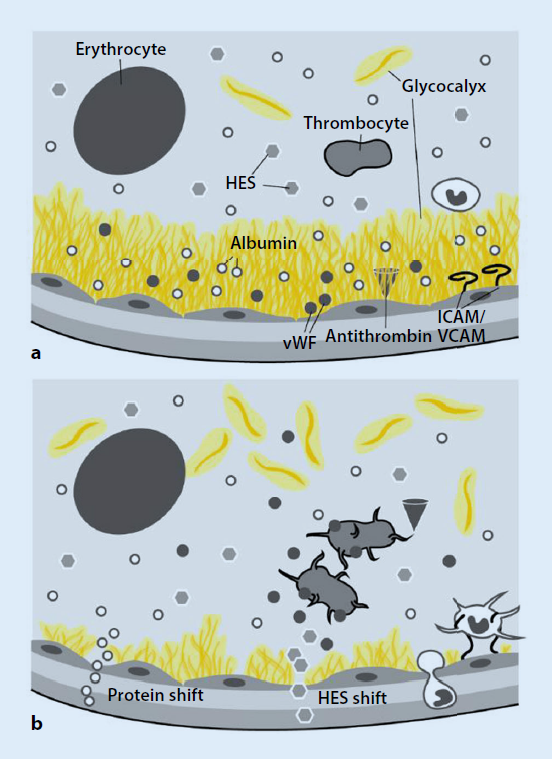 Erythrocyte
Glycocalyx
Thrombocyte
HES
Albumin
ICAM/
vWF Antithrombin VCAM
a
Protein shift HES shift
b